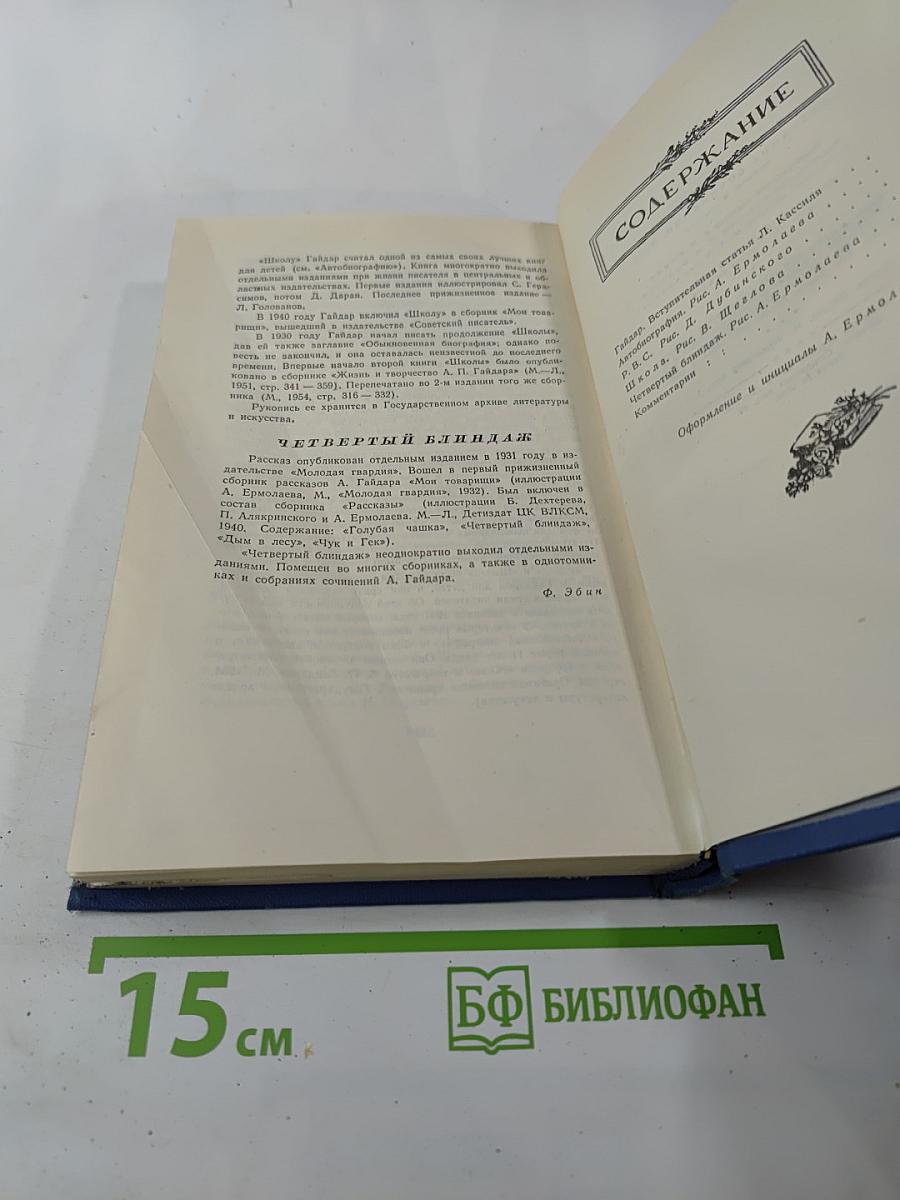 «Школу» Гайдар считал одной из самых своих лучших книг
для детей (см. «Автобиографию»). Книга многократно выходила
отдельными изданиями при жизни писателя в центральных и об-
ластных издательствах. Первые издания иллюстрировал С. Гера-
симов, потом Д. Даран. Последнее прижизненное издание —
Л. Голованов.
В 1940 году Гайдар включил «Школу» в сборник «Мои това-
рищи», вышедший в издательстве «Советский писатель».
В 1930 году Гайдар начал писать продолжение «Школы»,
дав ей также заглавие «Обыкновенная биография»; однако по-
весть не закончил, и она оставалась неизвестной до последнего
времени. Впервые начало второй книги «Школы» было опубли-
ковано в сборнике «Жизнь и творчество А. П. Гайдара» (М.—Л.,
1951, стр. 341 — 359). Перепечатано во 2-м издании того же сбор-
ника (М., 1954, стр. 316 — 332).
Рукопись ее хранится в Государственном архиве литературы
и искусства.
ЧЕТВЕРТЫЙ БЛИНДАЖ
Рассказ опубликован отдельным изданием в 1931 году в из-
дательстве «Молодая гвардия». Вошел в первый прижизненный
сборник рассказов А. Гайдара «Мои товарищи» (иллюстрации
А. Ермолаева, М., «Молодая гвардия», 1932). Был включен в
состав сборника «Рассказы» (иллюстрации Б. Дехтерева,
П. Алякринского и А. Ермолаева. М.—Л., Детиздат ЦК ВЛКСМ,
1940. Содержание: «Голубая чашка», «Четвертый блиндаж»,
«Дым в лесу», «Чук и Гек»).
«Четвертый блиндаж» неоднократно выходил отдельными из-
даниями. Помещен во многих сборниках, а также в однотомни-
ках и собраниях сочинений А. Гайдара.
Ф. Эбин
СОДЕРЖАНИЕ
Гайдар. Вступительная статья Л. Кассиля . . . .
Автобиография. Рис. А. Ермолаева . . . .
Р. В. С. Рис. Д. Дубинского . . . .
Школа. Рис. В. Щеглова . . . .
Четвертый блиндаж. Рис. А. Ермолаева . . .
Комментарии . . . .
Оформление и инициалы А. Ермол
15 см
БФ БИБЛИОФАН